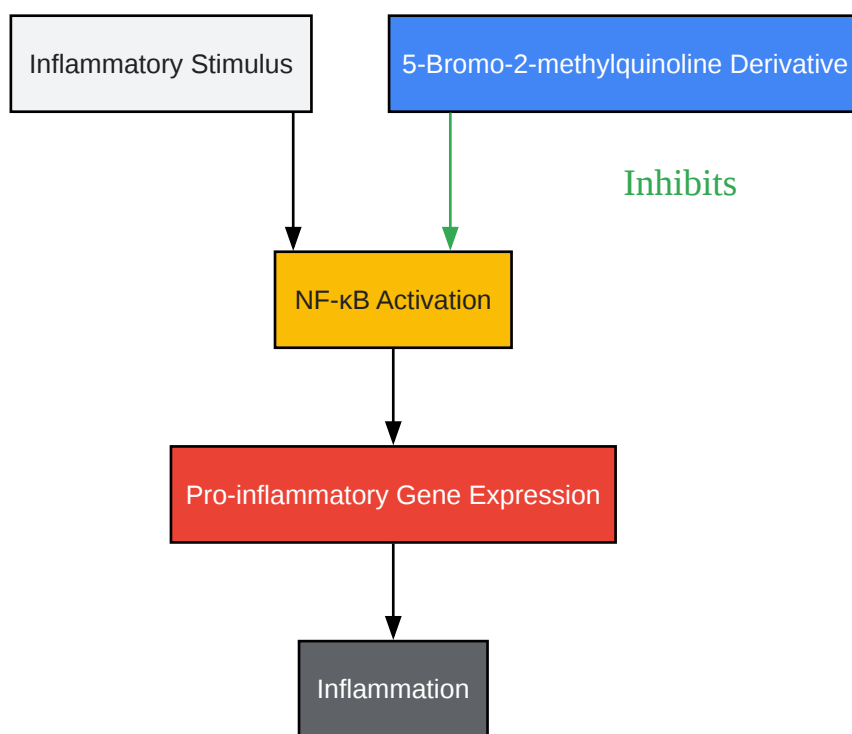 Inflammatory Stimulus
5-Bromo-2-methylquinoline Derivative
Inhibits
NF-κB Activation
Pro-inflammatory Gene Expression
Inflammation